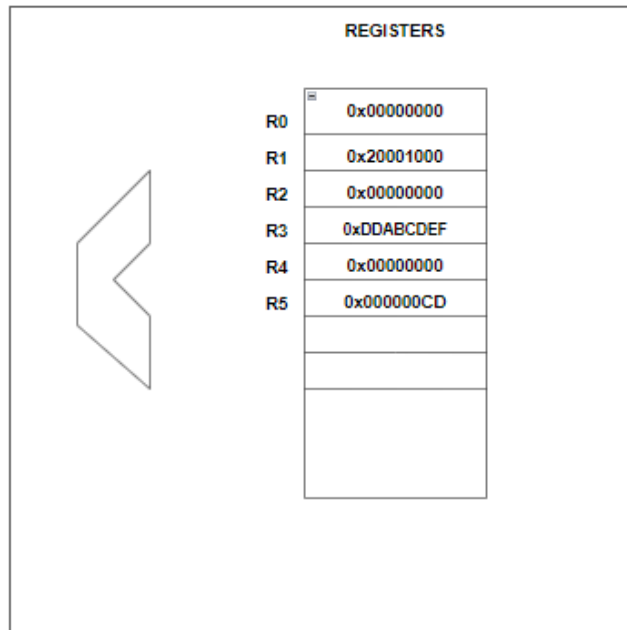 REGISTERS
R0 0x00000000
R1 0x20001000
R2 0x00000000
R3 0xDDABCDEF
R4 0x00000000
R5 0x000000CD